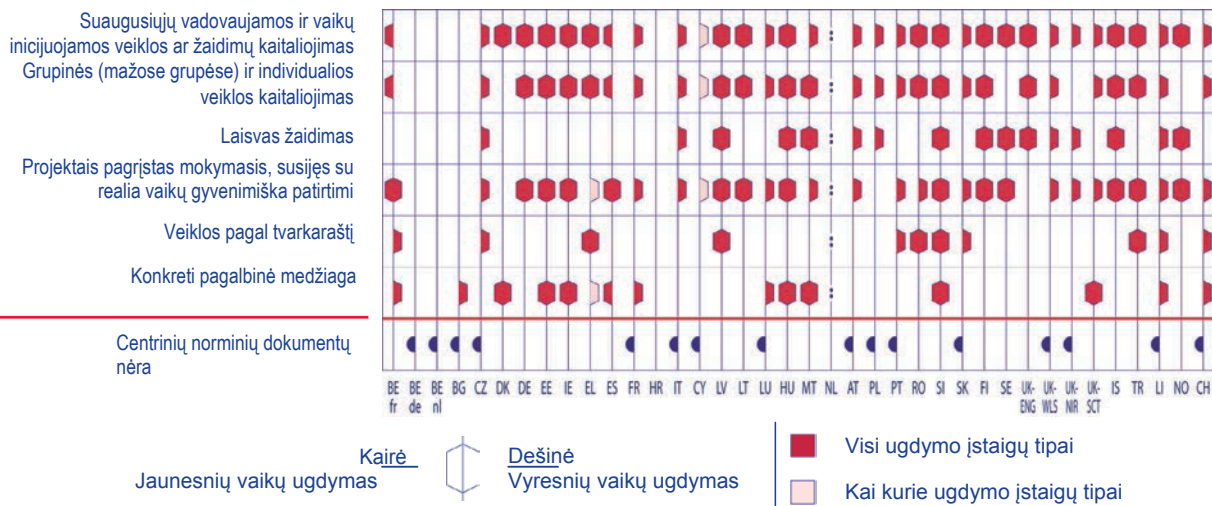 Suaugusiųjų vadovaujamos ir vaikų
inicijuojamos veiklos ar žaidimų kaitaliojimas
Grupinės (mažose grupėse) ir individualios
veiklos kaitaliojimas
Laisvas žaidimas
Projektais pagrįstas mokymasis, susijęs su
realia vaikų gyvenimiška patirtimi
Veiklos pagal tvarkaraštį
Konkreti pagalbinė medžiaga
Centrinių norminių dokumentų
nėra
BE BE BE BG CZ DK DE EE IE EL ES FR HR IT CY LV LT LU HU MT NL AT PL PT RO SI SK FI SE UK- UK- UK- UK- IS TR LI NO CH
fr de nl ENG WLS NIR SCT
Kairė Dešinė
Jaunesnių vaikų ugdymas Vyresnių vaikų ugdymas
Visi ugdymo įstaigų tipai
Kai kurie ugdymo įstaigų tipai